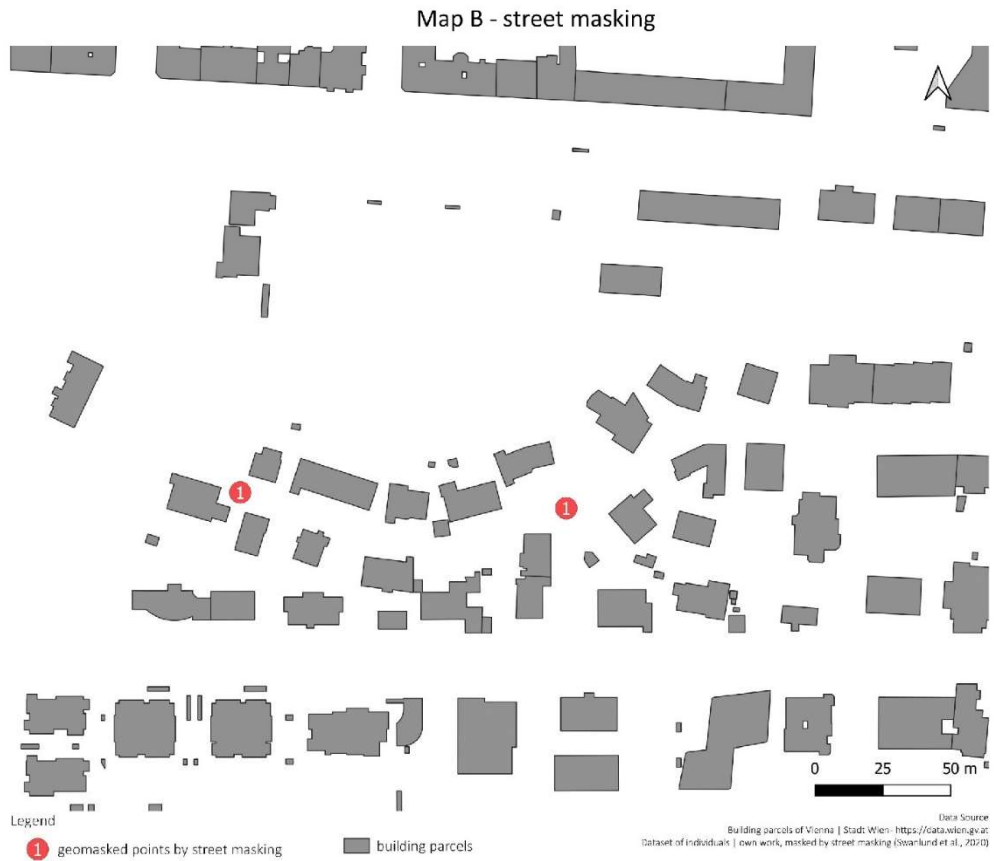 Map B - street masking
1
1
0 25 50 m
Legend
1 geomasked points by street masking
building parcels
Data Source
Building parcels of Vienna | Stadt Wien- https://data.wien.gv.at
Dataset of individuals | own work, masked by street masking (Swanlund et al., 2020)